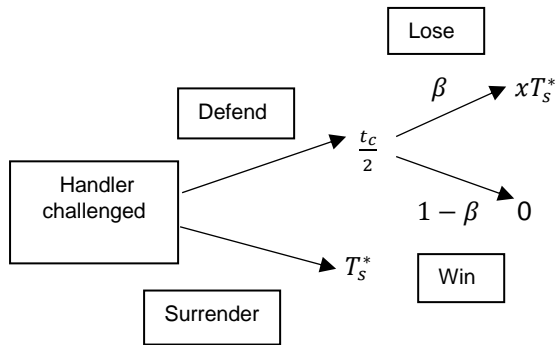 Lose
β
xT_s^*
Defend
t_c/2
Handler
challenged
1 − β
0
T_s^*
Win
Surrender